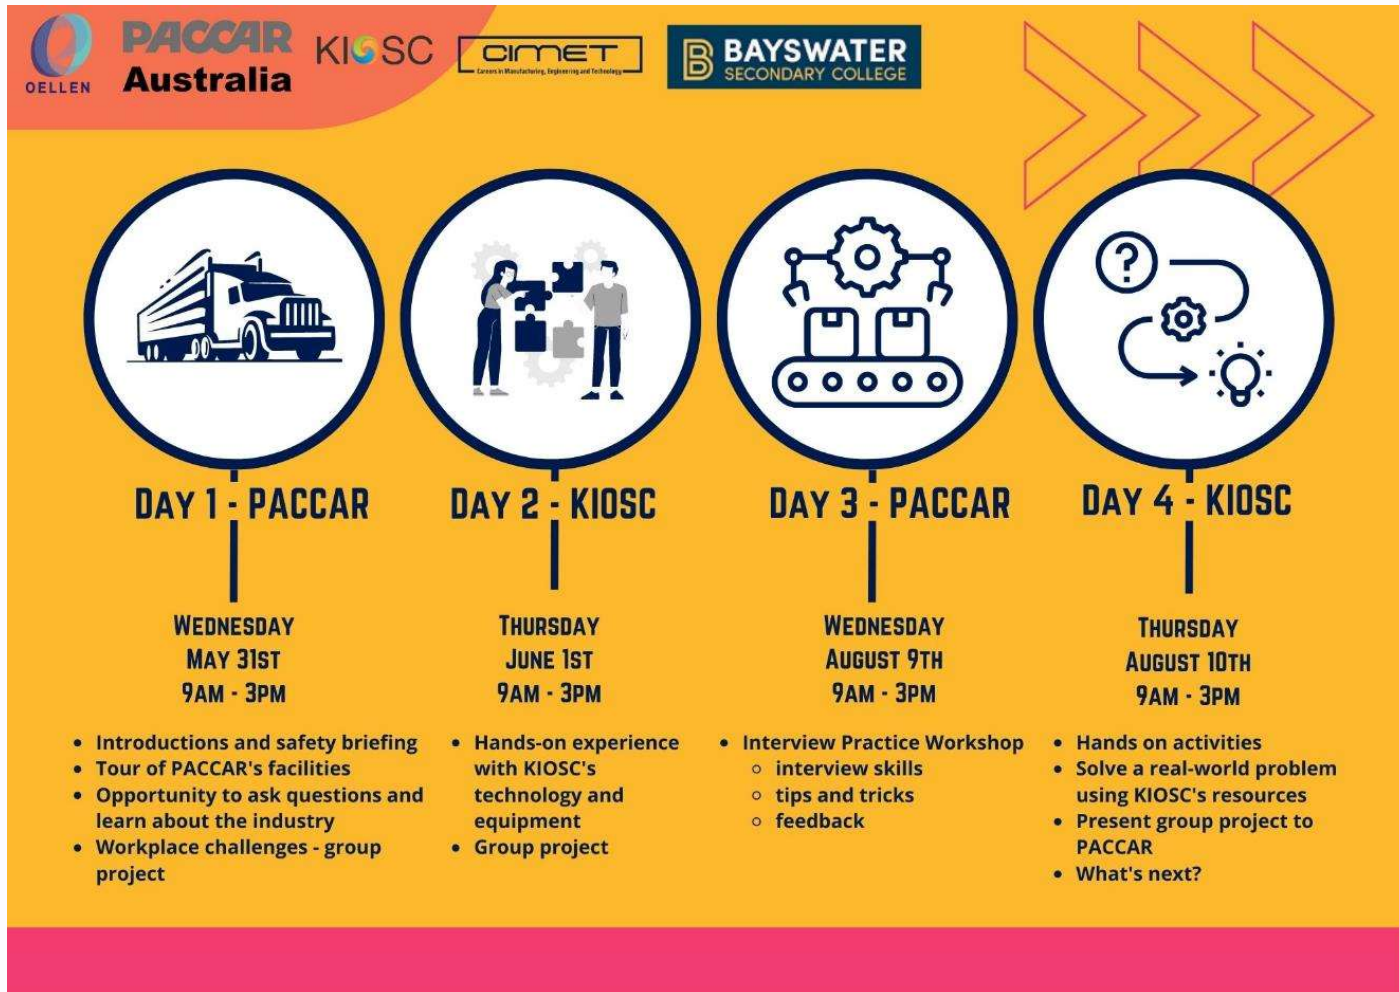 OELLEN
PACCAR
Australia
KIOSC
CIMET
Careers in Manufacturing, Engineering and Technology
BAYSWATER
SECONDARY COLLEGE
?
DAY 1 - PACCAR
WEDNESDAY
MAY 31ST
9AM - 3PM
• Introductions and safety briefing
• Tour of PACCAR's facilities
• Opportunity to ask questions and
learn about the industry
• Workplace challenges - group
project
DAY 2 - KIOSC
THURSDAY
JUNE 1ST
9AM - 3PM
• Hands-on experience
with KIOSC's
technology and
equipment
• Group project
DAY 3 - PACCAR
WEDNESDAY
AUGUST 9TH
9AM - 3PM
• Interview Practice Workshop
○ interview skills
○ tips and tricks
○ feedback
DAY 4 - KIOSC
THURSDAY
AUGUST 10TH
9AM - 3PM
• Hands on activities
• Solve a real-world problem
using KIOSC's resources
• Present group project to
PACCAR
• What's next?